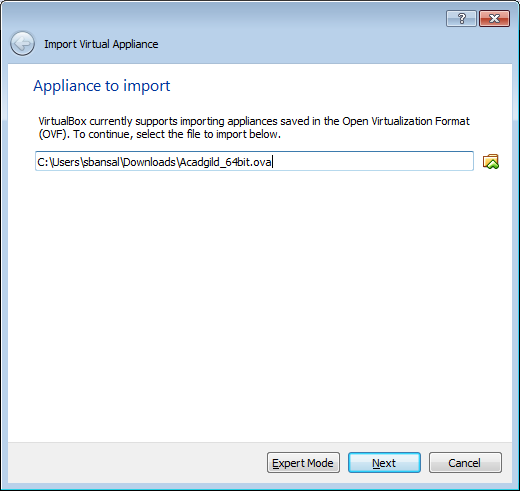 ?
Import Virtual Appliance
Appliance to import
VirtualBox currently supports importing appliances saved in the Open Virtualization Format
(OVF). To continue, select the file to import below.
C:\Users\sbansal\Downloads\Acadgild_64bit.ova
Expert Mode Next Cancel